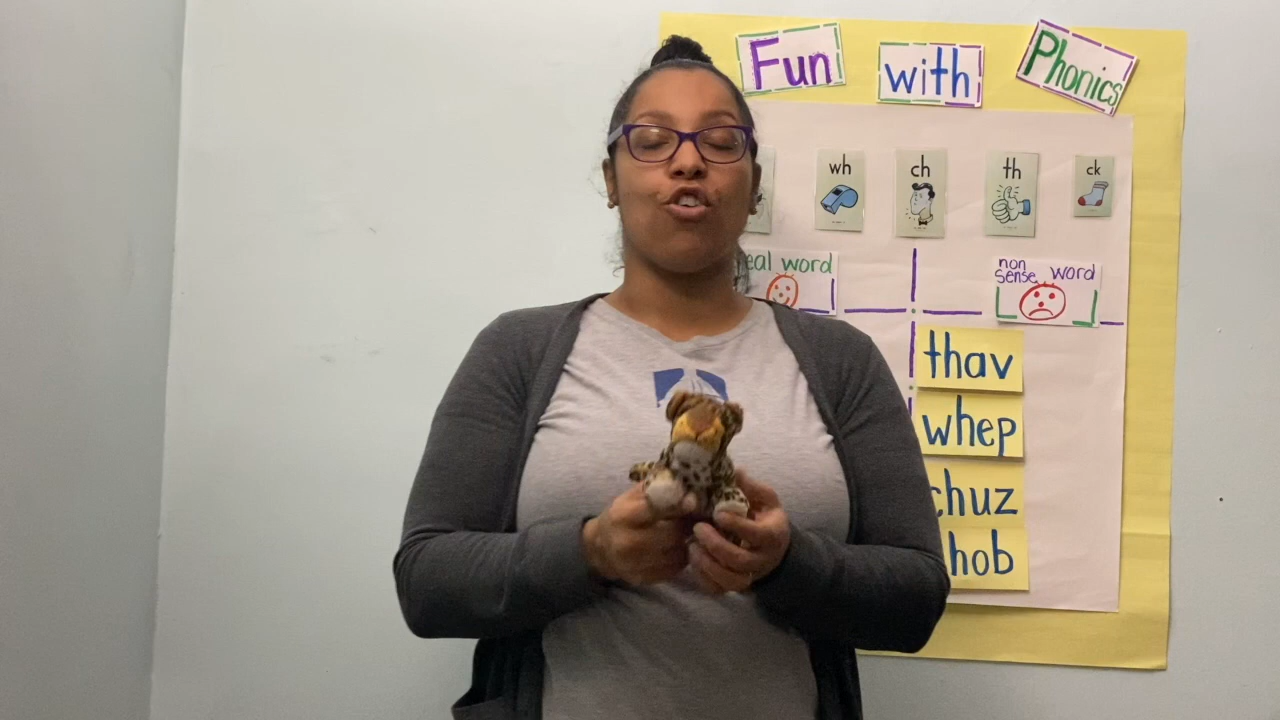 Fun with Phonics
wh ch th ck
eal word
non
sense word
thav
whep
chuz
hob